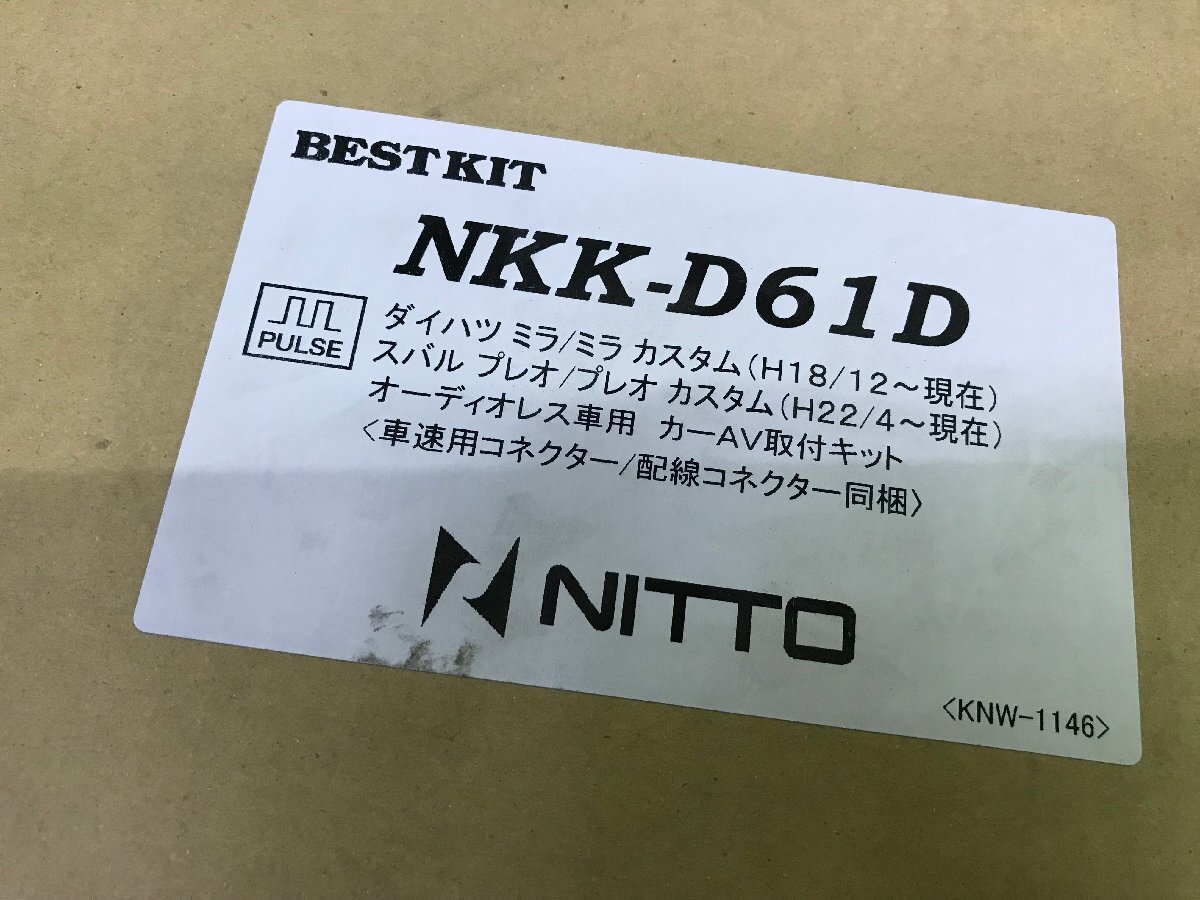 BESTKIT
NKK-D61D
PULSE
ダイハツ ミラ/ミラ カスタム(H18/12～現在)
スバル プレオ/プレオ カスタム(H22/4～現在)
オーディオレス車用 カーAV取付キット
〈車速用コネクター/配線コネクター同梱〉
NITTO
〈KNW-1146〉